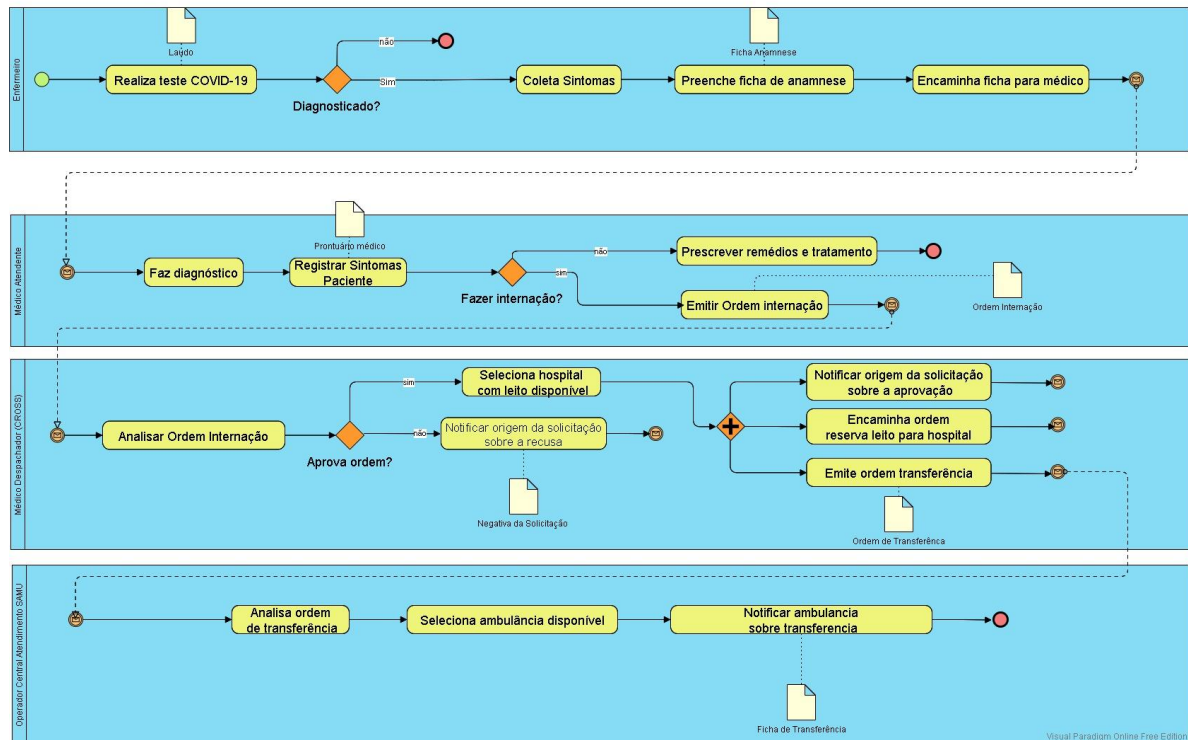 Enfermeiro
Laudo
Ficha Anamnese
não
Realiza teste COVID-19
Sim
Coleta Sintomas
Preenche ficha de anamnese
Encaminha ficha para médico
Diagnosticado?
Médico Atendente
Prontuário médico
não
Prescrever remédios e tratamento
Faz diagnóstico
Registrar Sintomas
Paciente
sim
Fazer internação?
Emitir Ordem internação
Ordem Internação
Médico Despachador (CROSS)
Seleciona hospital
com leito disponível
sim
Notificar origem da solicitação
sobre a aprovação
Analisar Ordem Internação
não
Notificar origem da solicitação
sobre a recusa
Encaminha ordem
reserva leito para hospital
Aprova ordem?
Emite ordem transferência
Negativa da Solicitação
Ordem de Transferênca
Operador Central Atendimento SAMU
Analisa ordem
de transferência
Seleciona ambulância disponível
Notificar ambulancia
sobre transferencia
Ficha de Transferência
Visual Paradigm Online Free Edition